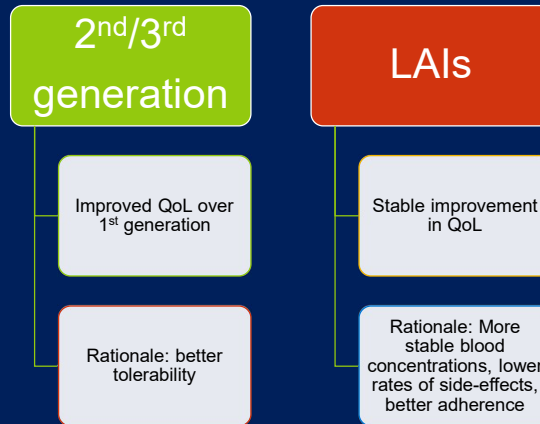 2nd/3rd
generation
Improved QoL over
1st generation
Rationale: better
tolerability
LAIs
Stable improvement
in QoL
Rationale: More
stable blood
concentrations, lower
rates of side-effects,
better adherence